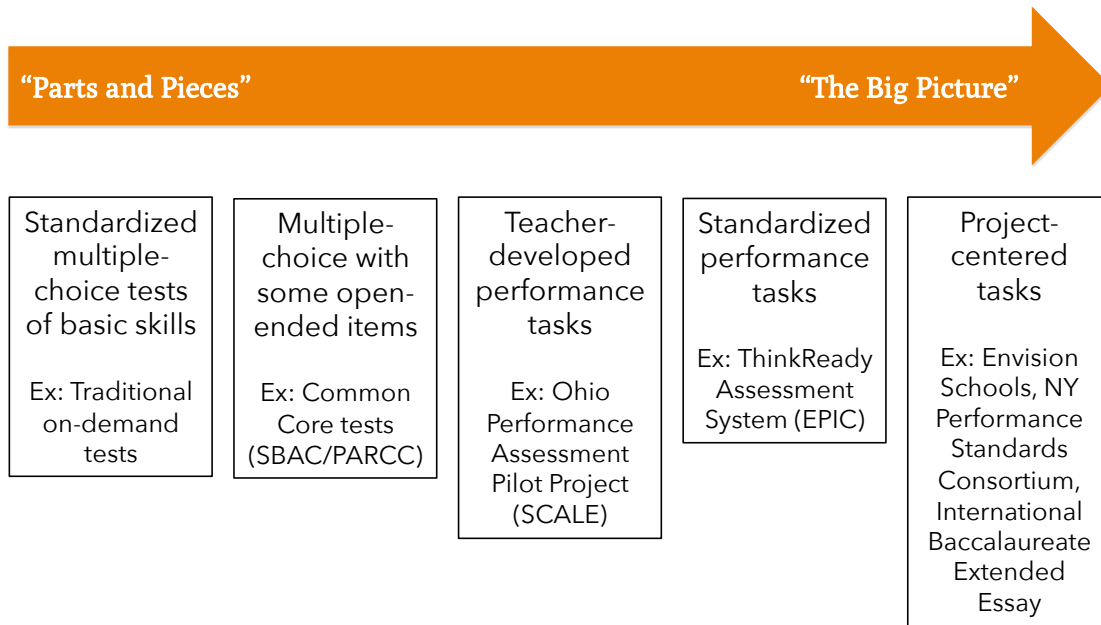 “Parts and Pieces”
“The Big Picture”
Standardized
multiple-
choice tests
of basic skills
Ex: Traditional
on-demand
tests
Multiple-
choice with
some open-
ended items
Ex: Common
Core tests
(SBAC/PARCC)
Teacher-
developed
performance
tasks
Ex: Ohio
Performance
Assessment
Pilot Project
(SCALE)
Standardized
performance
tasks
Ex: ThinkReady
Assessment
System (EPIC)
Project-
centered
tasks
Ex: Envision
Schools, NY
Performance
Standards
Consortium,
International
Baccalaureate
Extended
Essay